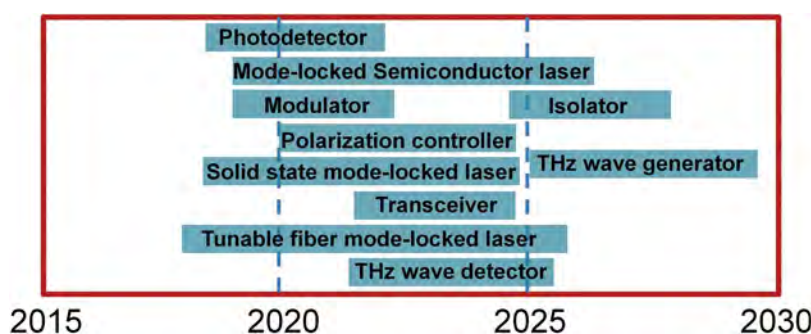 Photodetector
Mode-locked Semiconductor laser
Modulator
Isolator
Polarization controller
THz wave generator
Solid state mode-locked laser
Transceiver
Tunable fiber mode-locked laser
THz wave detector
2015 2020 2025 2030